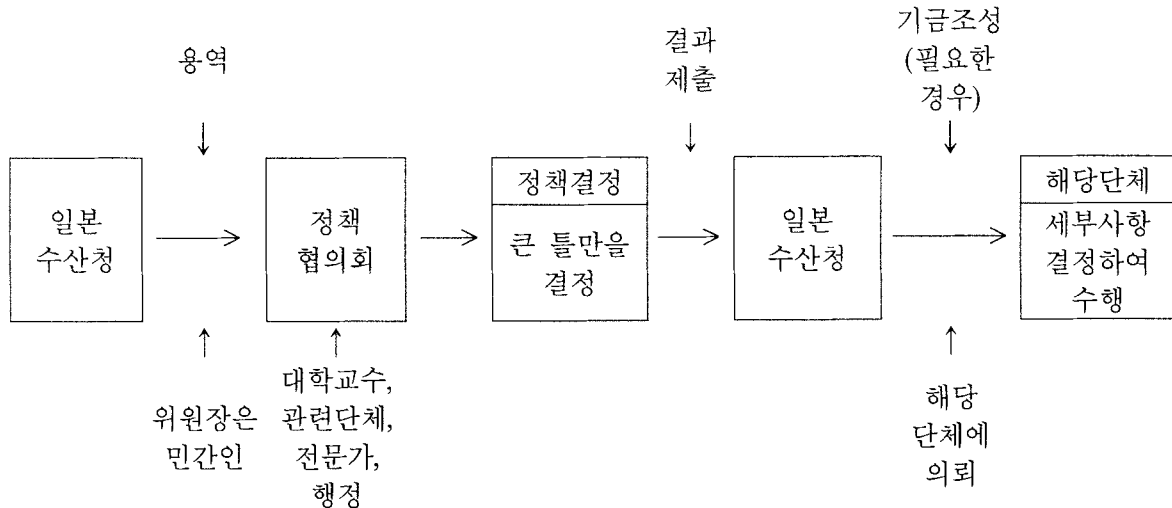 용역
결과
제출
기금조성
(필요한
경우)
일본
수산청
정책
협의회
정책결정
큰 틀만을
결정
일본
수산청
해당단체
세부사항
결정하여
수행
위원장은
민간인
대학교수,
관련단체,
전문가,
행정
해당
단체에
의뢰